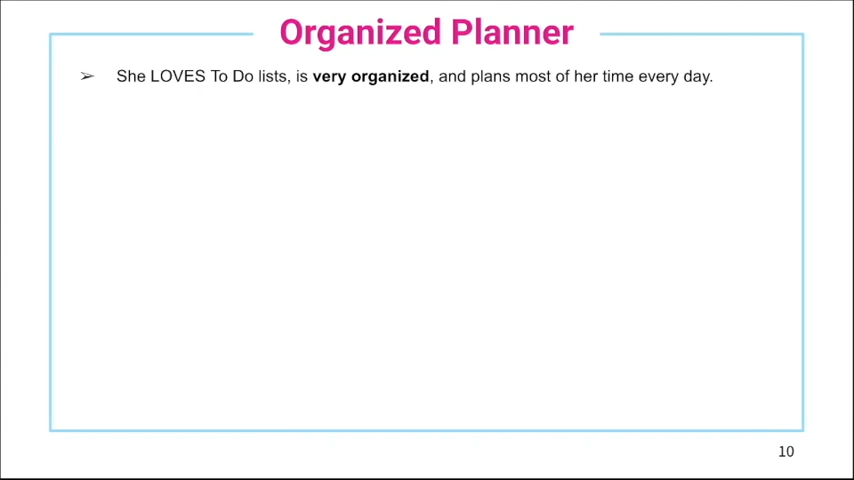 Organized Planner
➢ She LOVES To Do lists, is very organized, and plans most of her time every day.
10